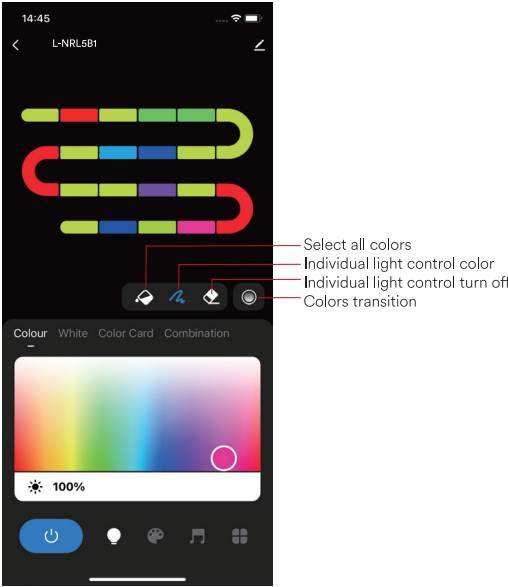 14:45
L-NRL5B1
Select all colors
Individual light control color
Individual light control turn off
Colors transition
Colour White Color Card Combination
100%